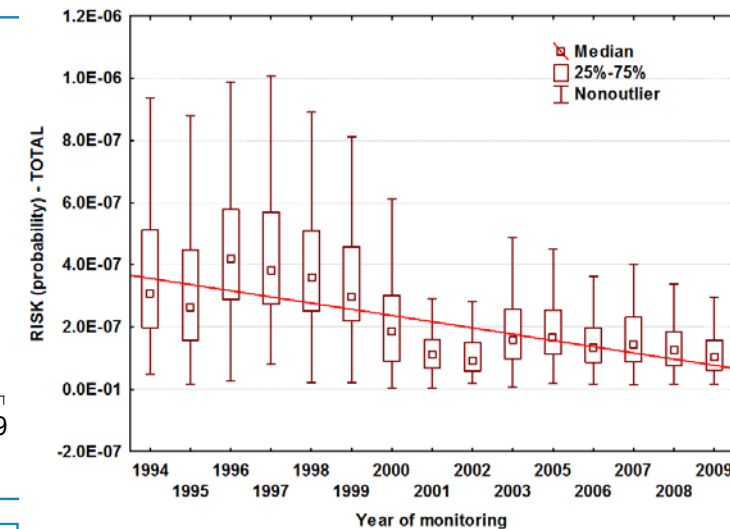 1.2E-06
1.0E-06
8.0E-07
6.0E-07
4.0E-07
2.0E-07
0.0E-01
-2.0E-07
RISK (probability) - TOTAL
Median
25%-75%
Nonoutlier
9
1994 1996 1998 2000 2002 2005 2007 2009
1995 1997 1999 2001 2003 2006 2008
Year of monitoring